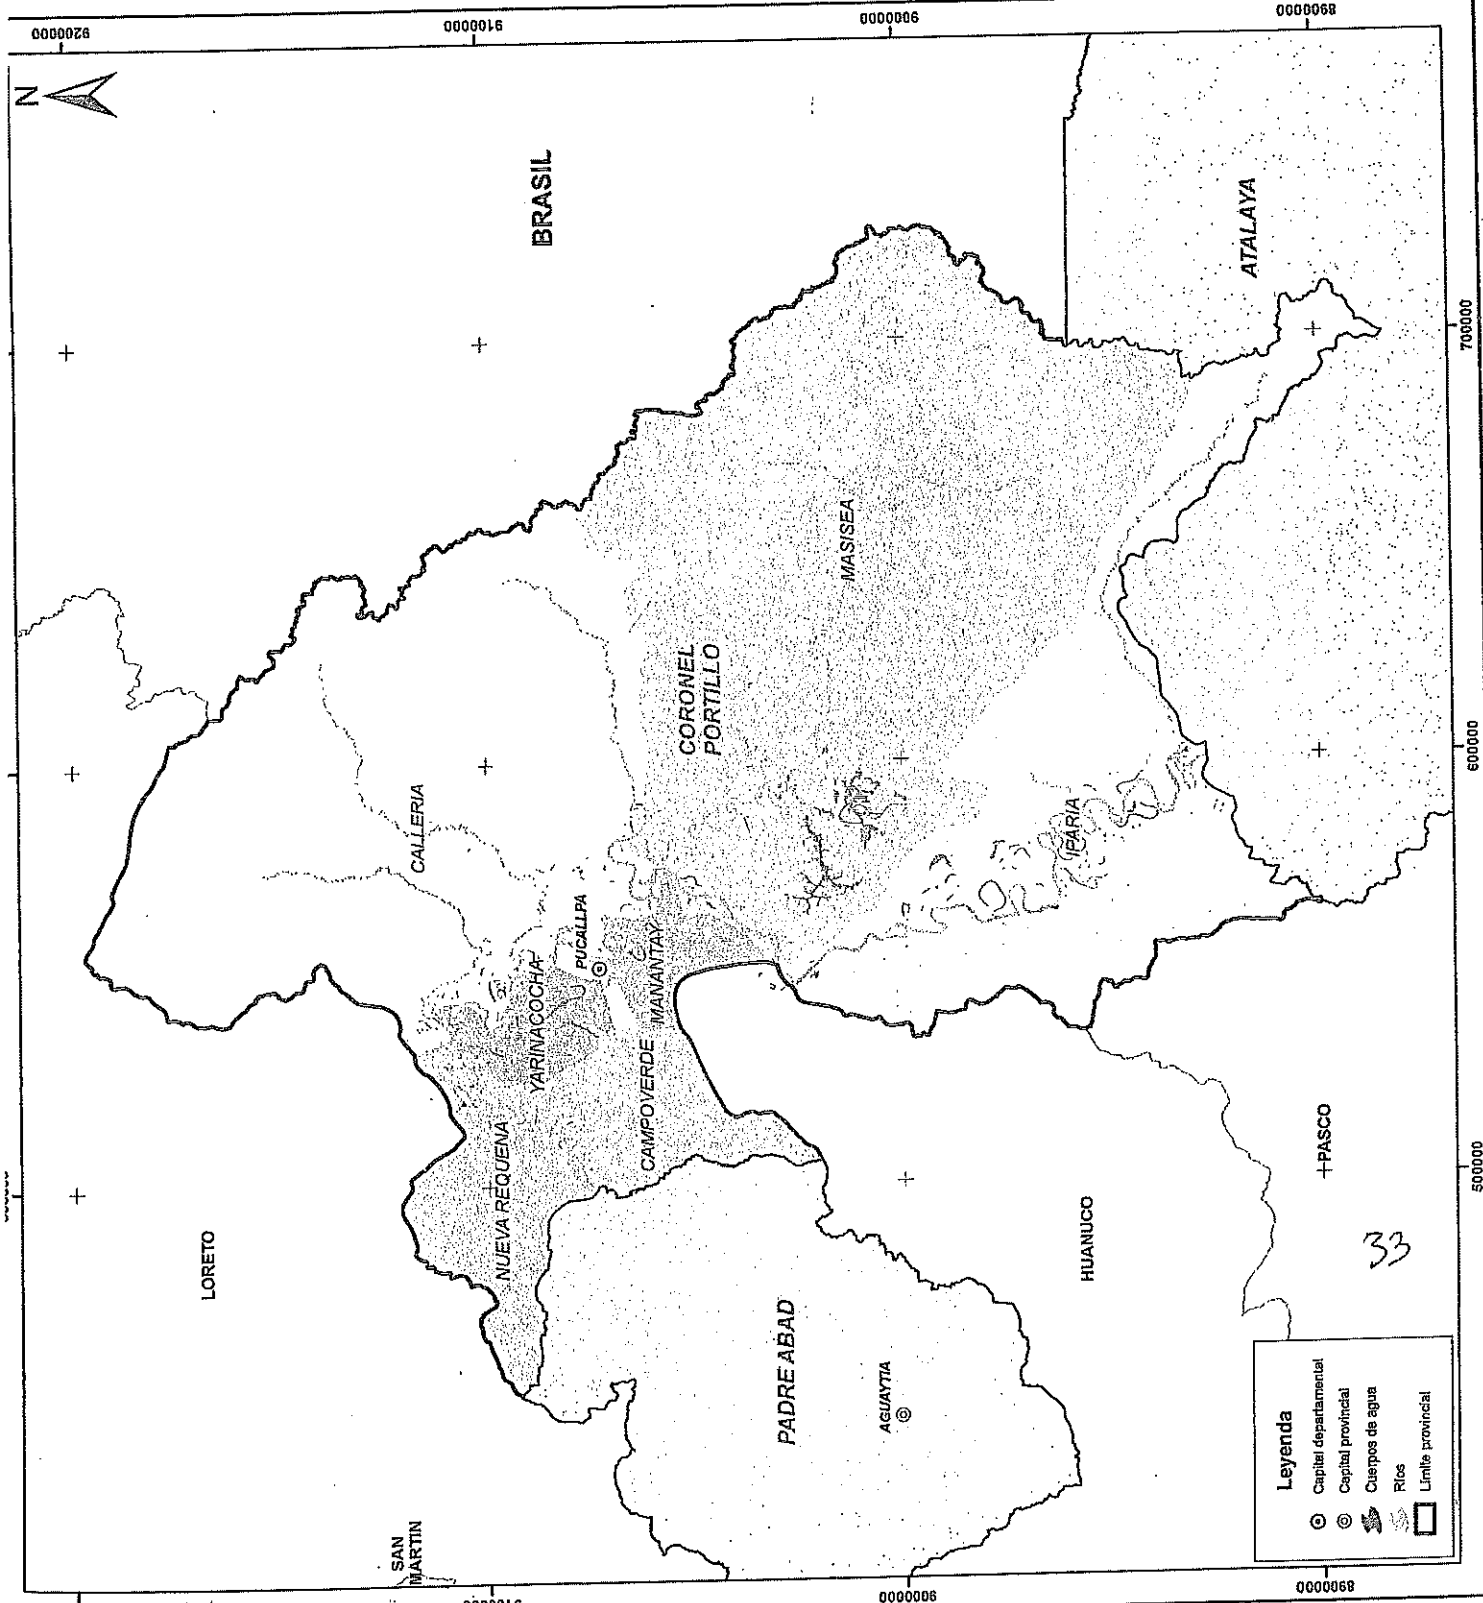 9200000
9100000
9000000
8900000
N
BRASIL
ATALAYA
700000
MASISEA
CORONEL
PORTILLO
600000
CALLERIA
IPARIA
PUCALLPA
YARINACOCHA
MANANTAY
CAMPOVERDE
NUEVA REQUENA
PASCO
500000
LORETO
HUANUCO
33
PADRE ABAD
AGUAYTIA
SAN
MARTIN
Leyenda
Capital departamental
Capital provincial
Cuerpos de agua
Ríos
Límite provincial
9000000
8900000